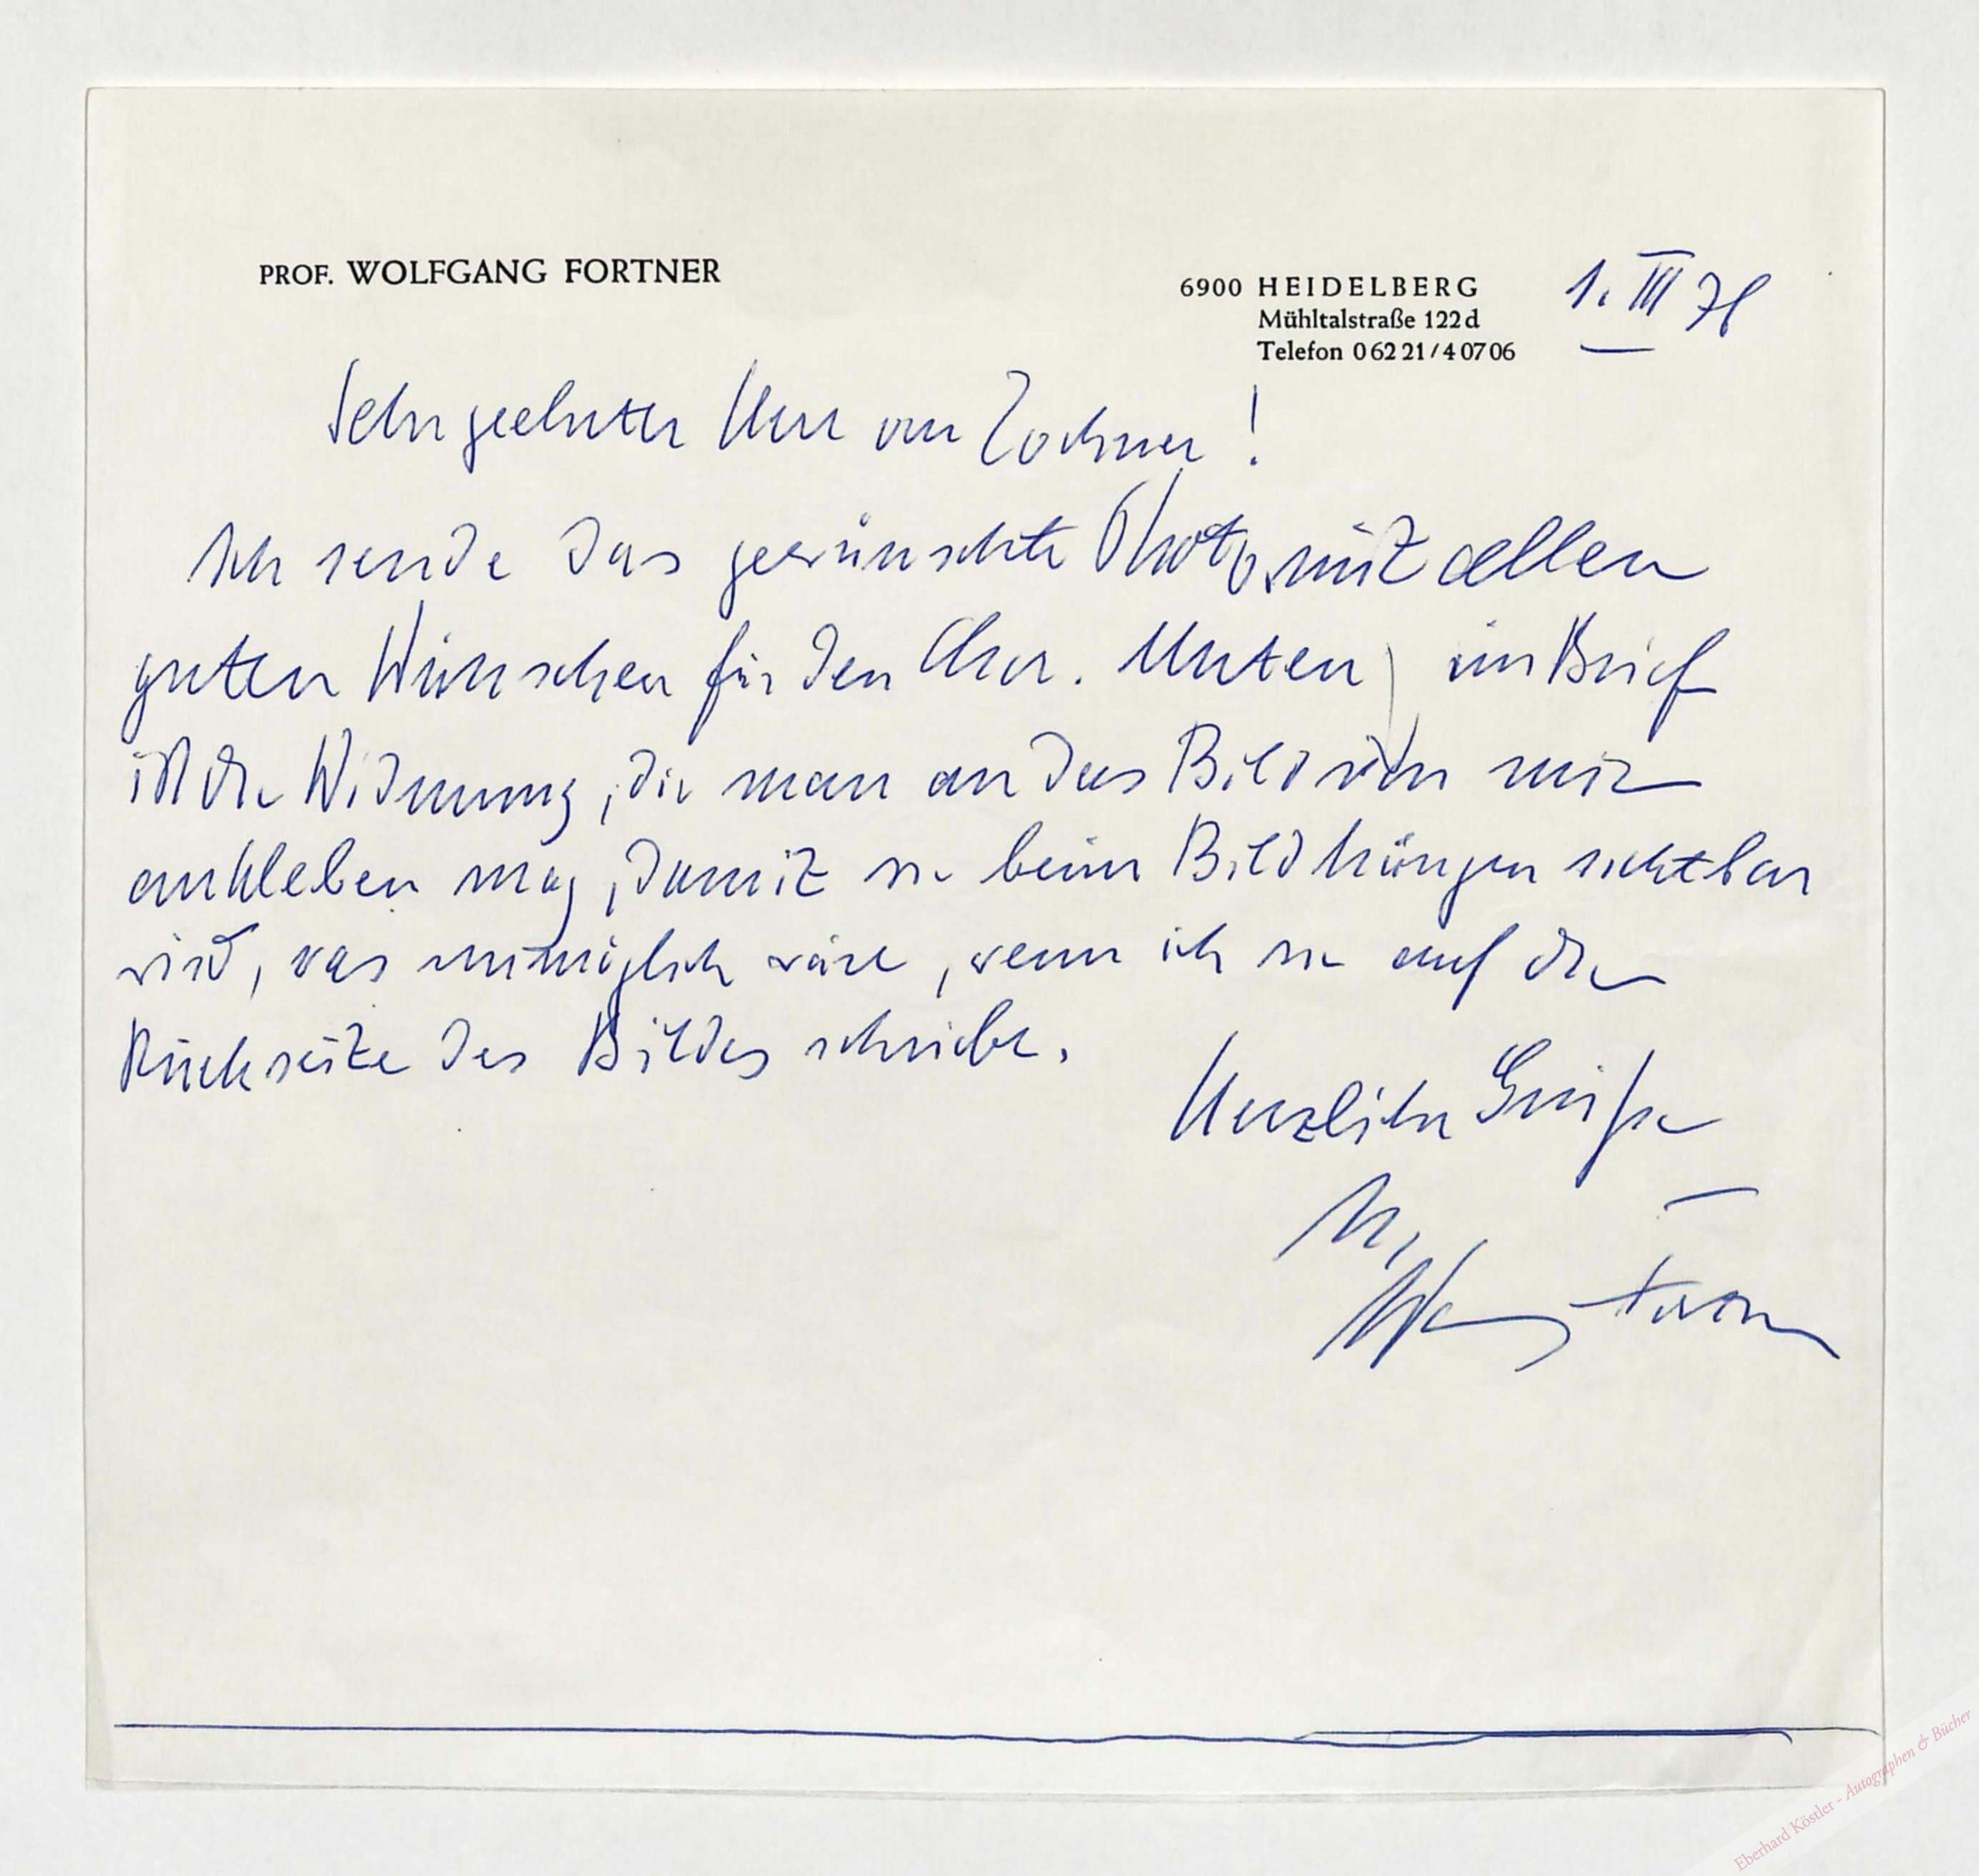 PROF. WOLFGANG FORTNER
6900 HEIDELBERG
Mühltalstraße 122d
Telefon 06221/40706
1. III 78
Sehr geehrter Herr von !
Ich sende das gewünschte Photo mit allen
guten Wünschen für den Chor. Unten im Brief
ist die Widmung, die man an das Bild von mir
ankleben mag, damit sie beim Bildhängen sichtbar
wird, was unmöglich wäre, wenn ich sie auf die
Rückseite des Bildes schriebe.
Herzliche Grüße
Ihr
Wolfgang Fortner
Eberhard Köstler - Autographen & Bücher